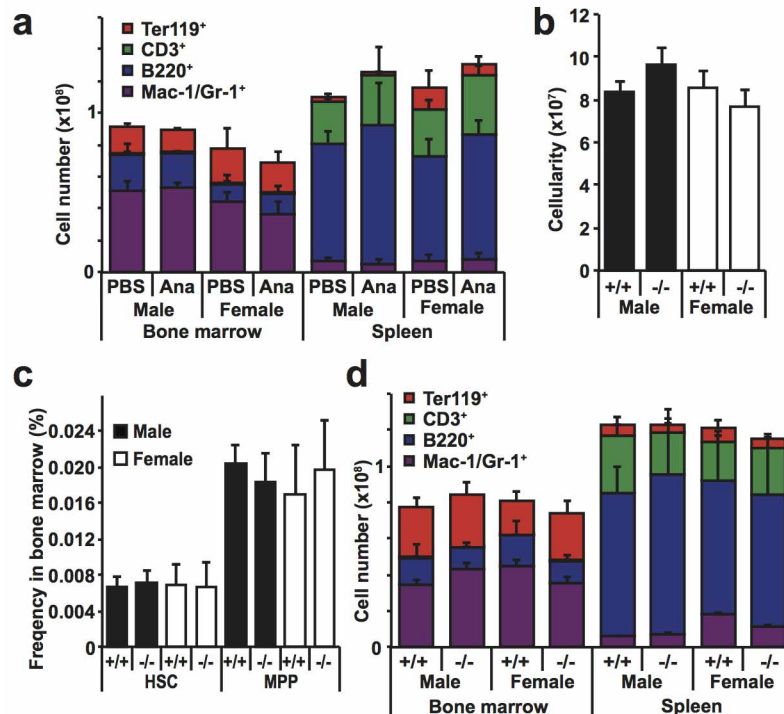 a
Ter119+
CD3+
B220+
Mac-1/Gr-1+
Cell number (x10⁸)
1
0
PBS Ana PBS Ana PBS Ana PBS Ana
Male Female Male Female
Bone marrow Spleen
b
Cellularity (x10⁷)
12
10
8
6
4
2
0
+/+ -/- +/+ -/-
Male Female
c
Freqency in bone marrow (%)
0.024
0.020
0.016
0.012
0.008
0.004
0
Male
Female
+/+ -/- +/+ -/- +/+ -/- +/+ -/-
HSC MPP
d
Ter119+
CD3+
B220+
Mac-1/Gr-1+
Cell number (x10⁸)
1
0
+/+ -/- +/+ -/- +/+ -/- +/+ -/-
Male Female Male Female
Bone marrow Spleen